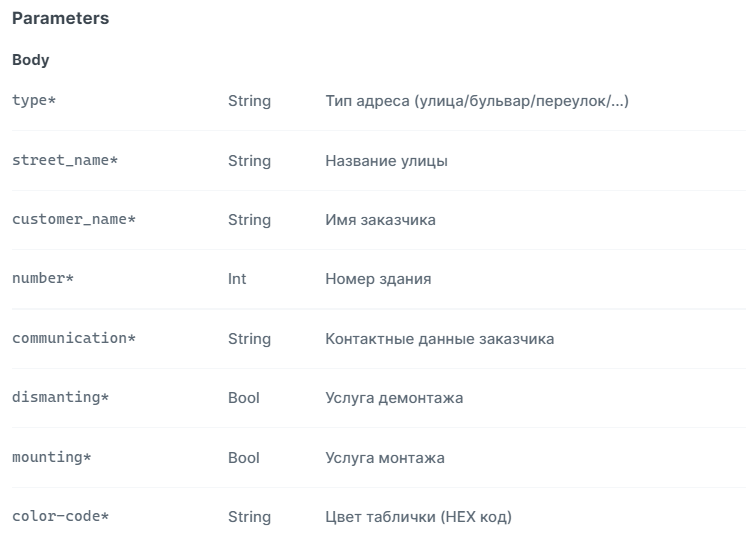 Parameters
Body
type* String Тип адреса (улица/бульвар/переулок/...)
street_name* String Название улицы
customer_name* String Имя заказчика
number* Int Номер здания
communication* String Контактные данные заказчика
dismanting* Bool Услуга демонтажа
mounting* Bool Услуга монтажа
color-code* String Цвет таблички (HEX код)